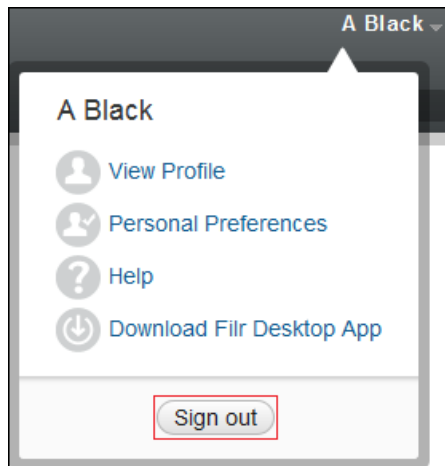 A Black
A Black
View Profile
Personal Preferences
Help
Download Filr Desktop App
Sign out